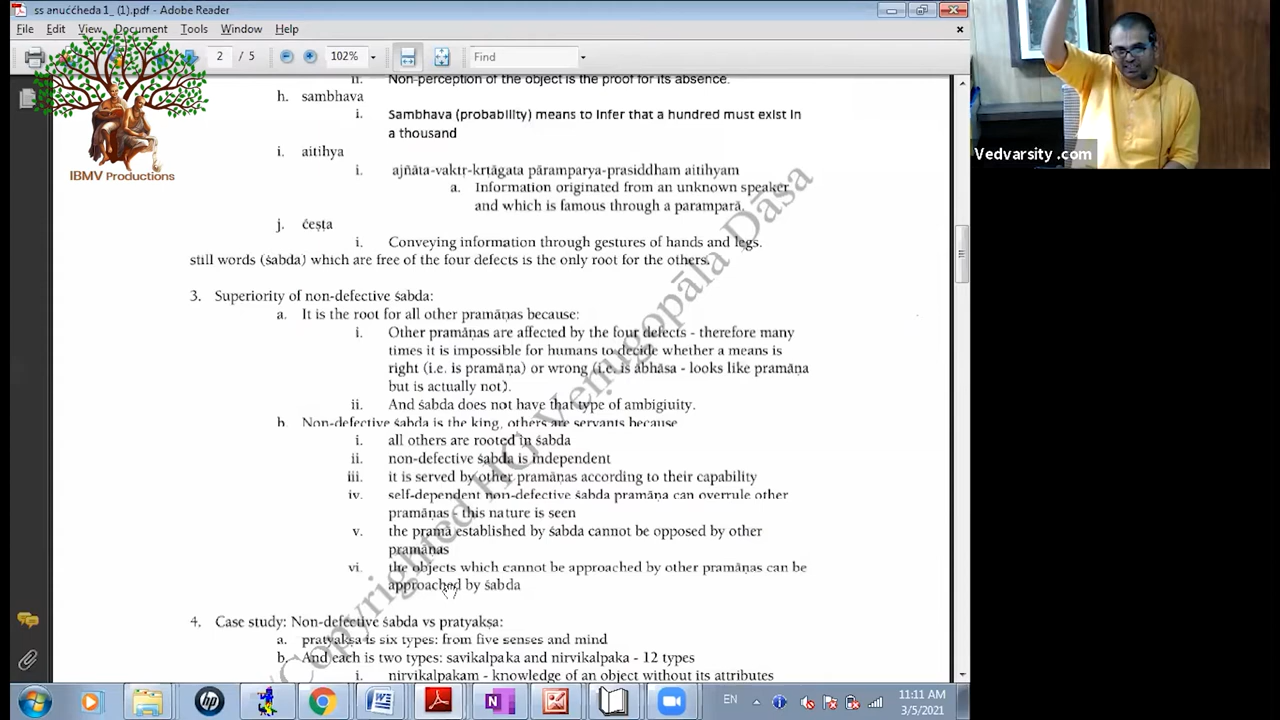 ss anuććheda 1_ (1).pdf - Adobe Reader
File Edit View Document Tools Window Help
2 / 5 102% Find
IBMV Productions
Vedvarsity .com
ii. Non-perception of the object is the proof for its absence.
h. sambhava
i. Sambhava (probability) means to infer that a hundred must exist in
a thousand
i. aitihya
i. ajñāta-vaktṛ-kṛtāgata pāramparya-prasiddham aitihyam
a. Information originated from an unknown speaker
and which is famous through a paramparā.
j. ćeṣṭa
i. Conveying information through gestures of hands and legs.
still words (śabda) which are free of the four defects is the only root for the others.
3. Superiority of non-defective śabda:
a. It is the root for all other pramāṇas because:
i. Other pramāṇas are affected by the four defects - therefore many
times it is impossible for humans to decide whether a means is
right (i.e. is pramāṇa) or wrong (i.e. is ābhāsa - looks like pramāṇa
but is actually not).
ii. And śabda does not have that type of ambigiuity.
b. Non-defective śabda is the king, others are servants because
i. all others are rooted in śabda
ii. non-defective śabda is independent
iii. it is served by other pramāṇas according to their capability
iv. self-dependent non-defective śabda pramāṇa can overrule other
pramāṇas - this nature is seen
v. the pramā established by śabda cannot be opposed by other
pramāṇas
vi. the objects which cannot be approached by other pramāṇas can be
approached by śabda
4. Case study: Non-defective śabda vs pratyakṣa:
a. pratyakṣa is six types: from five senses and mind
b. And each is two types: savikalpaka and nirvikalpaka - 12 types
i. nirvikalpakam - knowledge of an object without its attributes
/Copyrighted HG Veṇugopāla Dāsa
EN
11:11 AM
3/5/2021